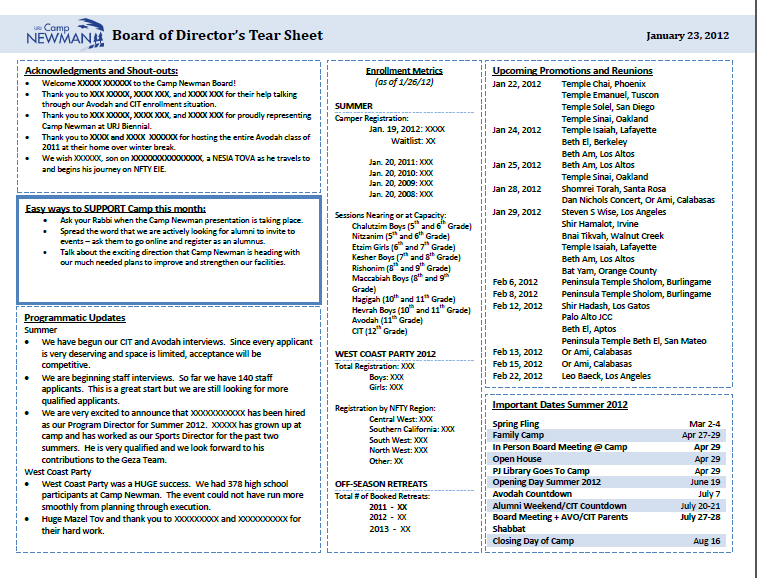 URJ Camp
NEWMAN
Board of Director's Tear Sheet
January 23, 2012
Acknowledgments and Shout-outs:
• Welcome XXXXX XXXXXX to the Camp Newman Board!
• Thank you to XXX XXXXX, XXXX XXX, and XXXX XXX for their help talking
through our Avodah and CIT enrollment situation.
• Thank you to XXX XXXXX, XXXX XXX, and XXXX XXX for proudly representing
Camp Newman at URJ Biennial.
• Thank you to XXXX and XXXX XXXXXX for hosting the entire Avodah class of
2011 at their home over winter break.
• We wish XXXXXX, son on XXXXXXXXXXXXXXX, a NESIA TOVA as he travels to
and begins his journey on NFTY EIE.
Easy ways to SUPPORT Camp this month:
• Ask your Rabbi when the Camp Newman presentation is taking place.
• Spread the word that we are actively looking for alumni to invite to
events – ask them to go online and register as an alumnus.
• Talk about the exciting direction that Camp Newman is heading with
our much needed plans to improve and strengthen our facilities.
Programmatic Updates
Summer
• We have begun our CIT and Avodah interviews. Since every applicant
is very deserving and space is limited, acceptance will be
competitive.
• We are beginning staff interviews. So far we have 140 staff
applicants. This is a great start but we are still looking for more
qualified applicants.
• We are very excited to announce that XXXXXXXXXXX has been hired
as our Program Director for Summer 2012. XXXXX has grown up at
camp and has worked as our Sports Director for the past two
summers. He is very qualified and we look forward to his
contributions to the Geza Team.
West Coast Party
• West Coast Party was a HUGE success. We had 378 high school
participants at Camp Newman. The event could not have run more
smoothly from planning through execution.
• Huge Mazel Tov and thank you to XXXXXXXXX and XXXXXXXXXX for
their hard work.
Enrollment Metrics
(as of 1/26/12)
SUMMER
Camper Registration:
Jan. 19, 2012: XXXX
Waitlist: XX
Jan. 20, 2011: XXX
Jan. 20, 2010: XXX
Jan. 20, 2009: XXX
Jan. 20, 2008: XXX
Sessions Nearing or at Capacity:
Chalutzim Boys (5th and 6th Grade)
Nitzanim (5th and 6th Grade)
Etzim Girls (6th and 7th Grade)
Kesher Boys (7th and 8th Grade)
Rishonim (8th and 9th Grade)
Maccabiah Boys (8th and 9th
Grade)
Hagigah (10th and 11th Grade)
Hevrah Boys (10th and 11th Grade)
Avodah (11th Grade)
CIT (12th Grade)
WEST COAST PARTY 2012
Total Registration: XXX
Boys: XXX
Girls: XXX
Registration by NFTY Region:
Central West: XXX
Southern California: XXX
South West: XXX
North West: XXX
Other: XX
OFF-SEASON RETREATS
Total # of Booked Retreats:
2011 - XX
2012 - XX
2013 - XX
Upcoming Promotions and Reunions
Jan 22, 2012 Temple Chai, Phoenix
Temple Emanuel, Tuscon
Temple Solel, San Diego
Temple Sinai, Oakland
Jan 24, 2012 Temple Isaiah, Lafayette
Beth El, Berkeley
Beth Am, Los Altos
Jan 25, 2012 Beth Am, Los Altos
Temple Sinai, Oakland
Jan 28, 2012 Shomrei Torah, Santa Rosa
Dan Nichols Concert, Or Ami, Calabasas
Jan 29, 2012 Steven S Wise, Los Angeles
Shir Hamalot, Irvine
Bnai Tikvah, Walnut Creek
Temple Isaiah, Lafayette
Beth Am, Los Altos
Bat Yam, Orange County
Feb 6, 2012 Peninsula Temple Sholom, Burlingame
Feb 8, 2012 Peninsula Temple Sholom, Burlingame
Feb 12, 2012 Shir Hadash, Los Gatos
Palo Alto JCC
Beth El, Aptos
Peninsula Temple Beth El, San Mateo
Feb 13, 2012 Or Ami, Calabasas
Feb 15, 2012 Or Ami, Calabasas
Feb 22, 2012 Leo Baeck, Los Angeles
Important Dates Summer 2012
Spring Fling Mar 2-4
Family Camp Apr 27-29
In Person Board Meeting @ Camp Apr 29
Open House Apr 29
PJ Library Goes To Camp Apr 29
Opening Day Summer 2012 June 19
Avodah Countdown July 7
Alumni Weekend/CIT Countdown July 20-21
Board Meeting + AVO/CIT Parents July 27-28
Shabbat
Closing Day of Camp Aug 16